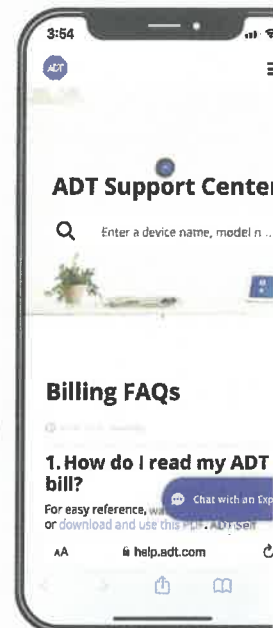 3:54
ADT
ADT Support Center
Enter a device name, model n ...
Billing FAQs
1. How do I read my ADT
bill?
For easy reference,
or download and use this PDF. ADT Self
Chat with an Exp
AA help.adt.com